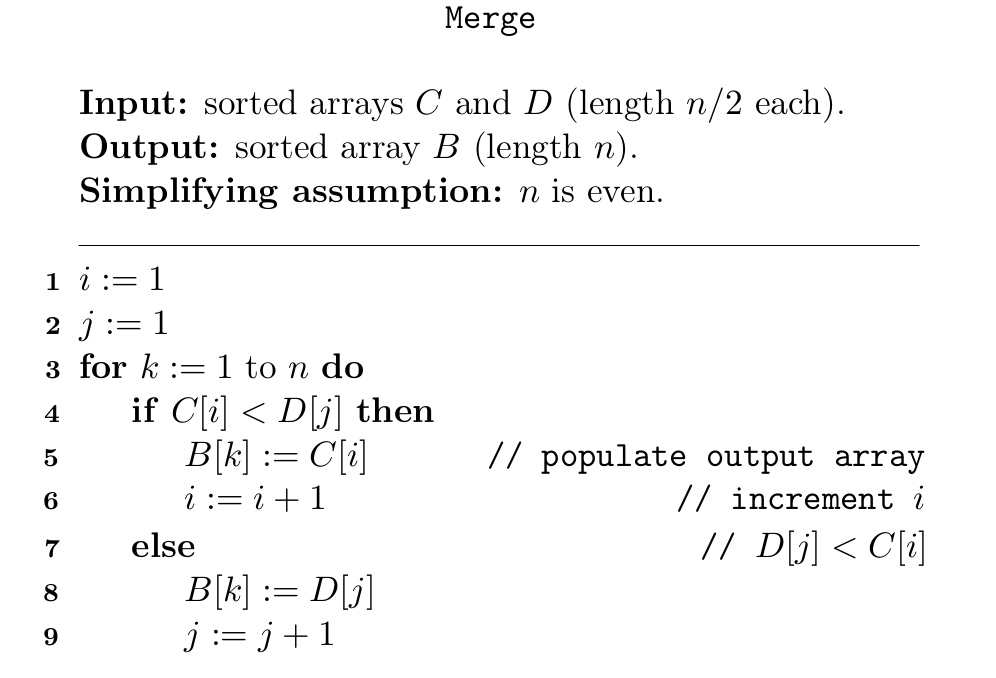 Merge
Input: sorted arrays C and D (length n/2 each).
Output: sorted array B (length n).
Simplifying assumption: n is even.
1 i := 1
2 j := 1
3 for k := 1 to n do
4 if C[i] < D[j] then
5 B[k] := C[i] // populate output array
6 i := i + 1 // increment i
7 else // D[j] < C[i]
8 B[k] := D[j]
9 j := j + 1